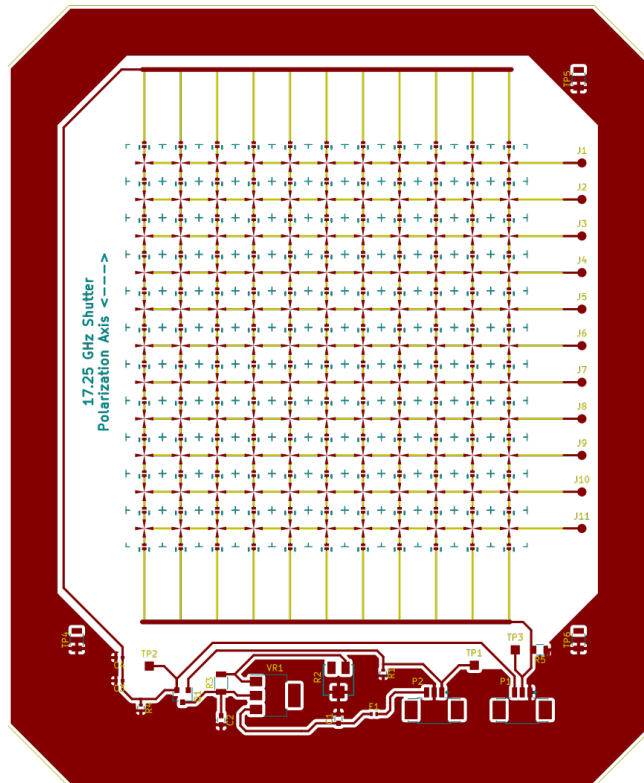 TP5
J1
J2
J3
J4
J5
J6
J7
J8
J9
J10
J11
17.25 GHz Shutter
Polarization Axis <---->
TP4
TP6
TP2
TP1
TP3
R5
VR1
R2
R3
C2
F1
P2
P1